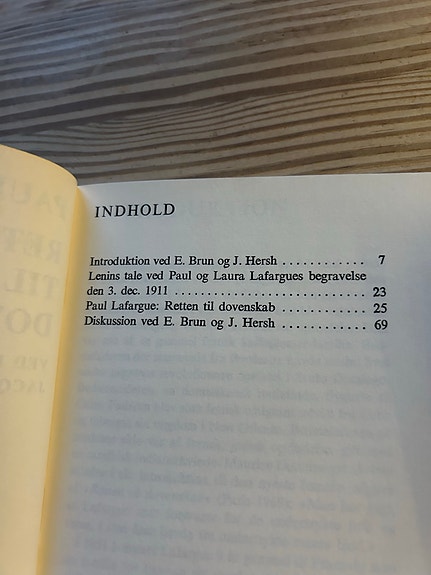 INDHOLD
Introduktion ved E. Brun og J. Hersh ............ 7
Lenins tale ved Paul og Laura Lafargues begravelse
den 3. dec. 1911 ............................ 23
Paul Lafargue: Retten til dovenskab ............ 25
Diskussion ved E. Brun og J. Hersh ............ 69